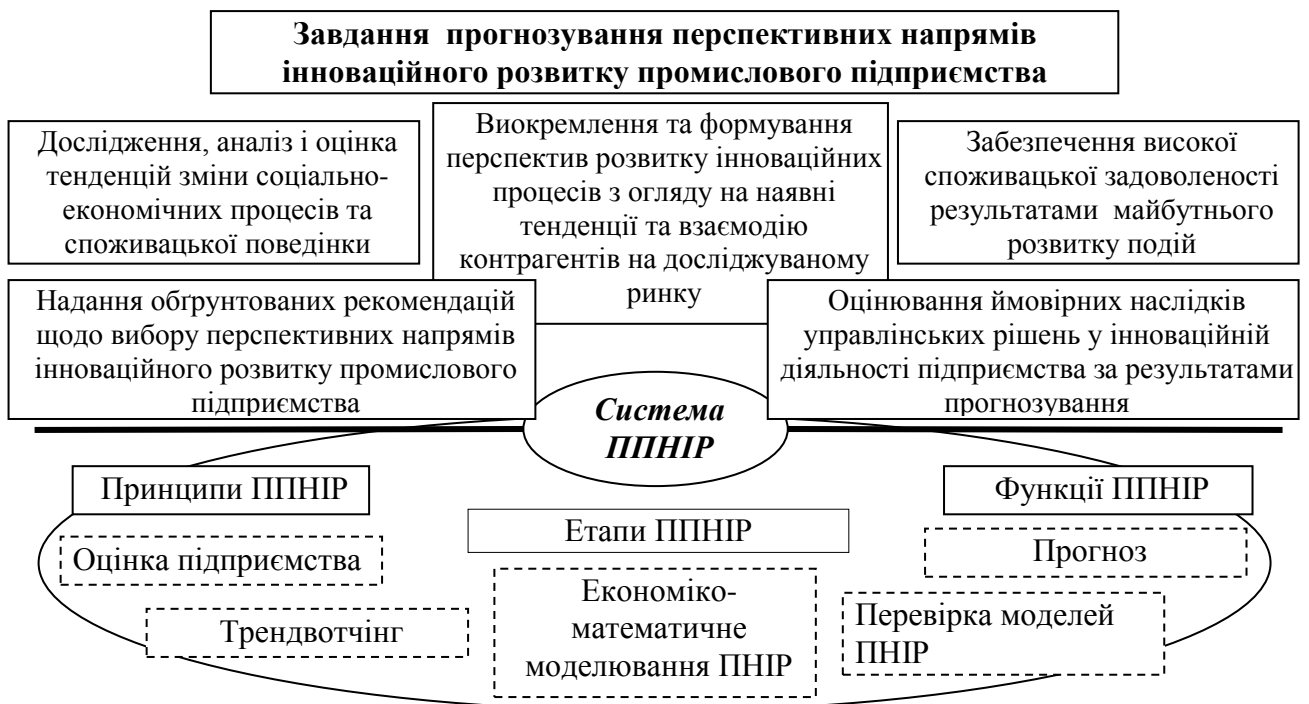 Завдання прогнозування перспективних напрямів
інноваційного розвитку промислового підприємства
Дослідження, аналіз і оцінка
тенденцій зміни соціально-
економічних процесів та
споживацької поведінки
Виокремлення та формування
перспектив розвитку інноваційних
процесів з огляду на наявні
тенденції та взаємодію
контрагентів на досліджуваному
ринку
Забезпечення високої
споживацької задоволеності
результатами майбутнього
розвитку подій
Надання обґрунтованих рекомендацій
щодо вибору перспективних напрямів
інноваційного розвитку промислового
підприємства
Оцінювання ймовірних наслідків
управлінських рішень у інноваційній
діяльності підприємства за результатами
прогнозування
Система
ППНІР
Принципи ППНІР
Функції ППНІР
Етапи ППНІР
Оцінка підприємства
Прогноз
Трендвотчінг
Економіко-
математичне
моделювання ПНІР
Перевірка моделей
ПНІР